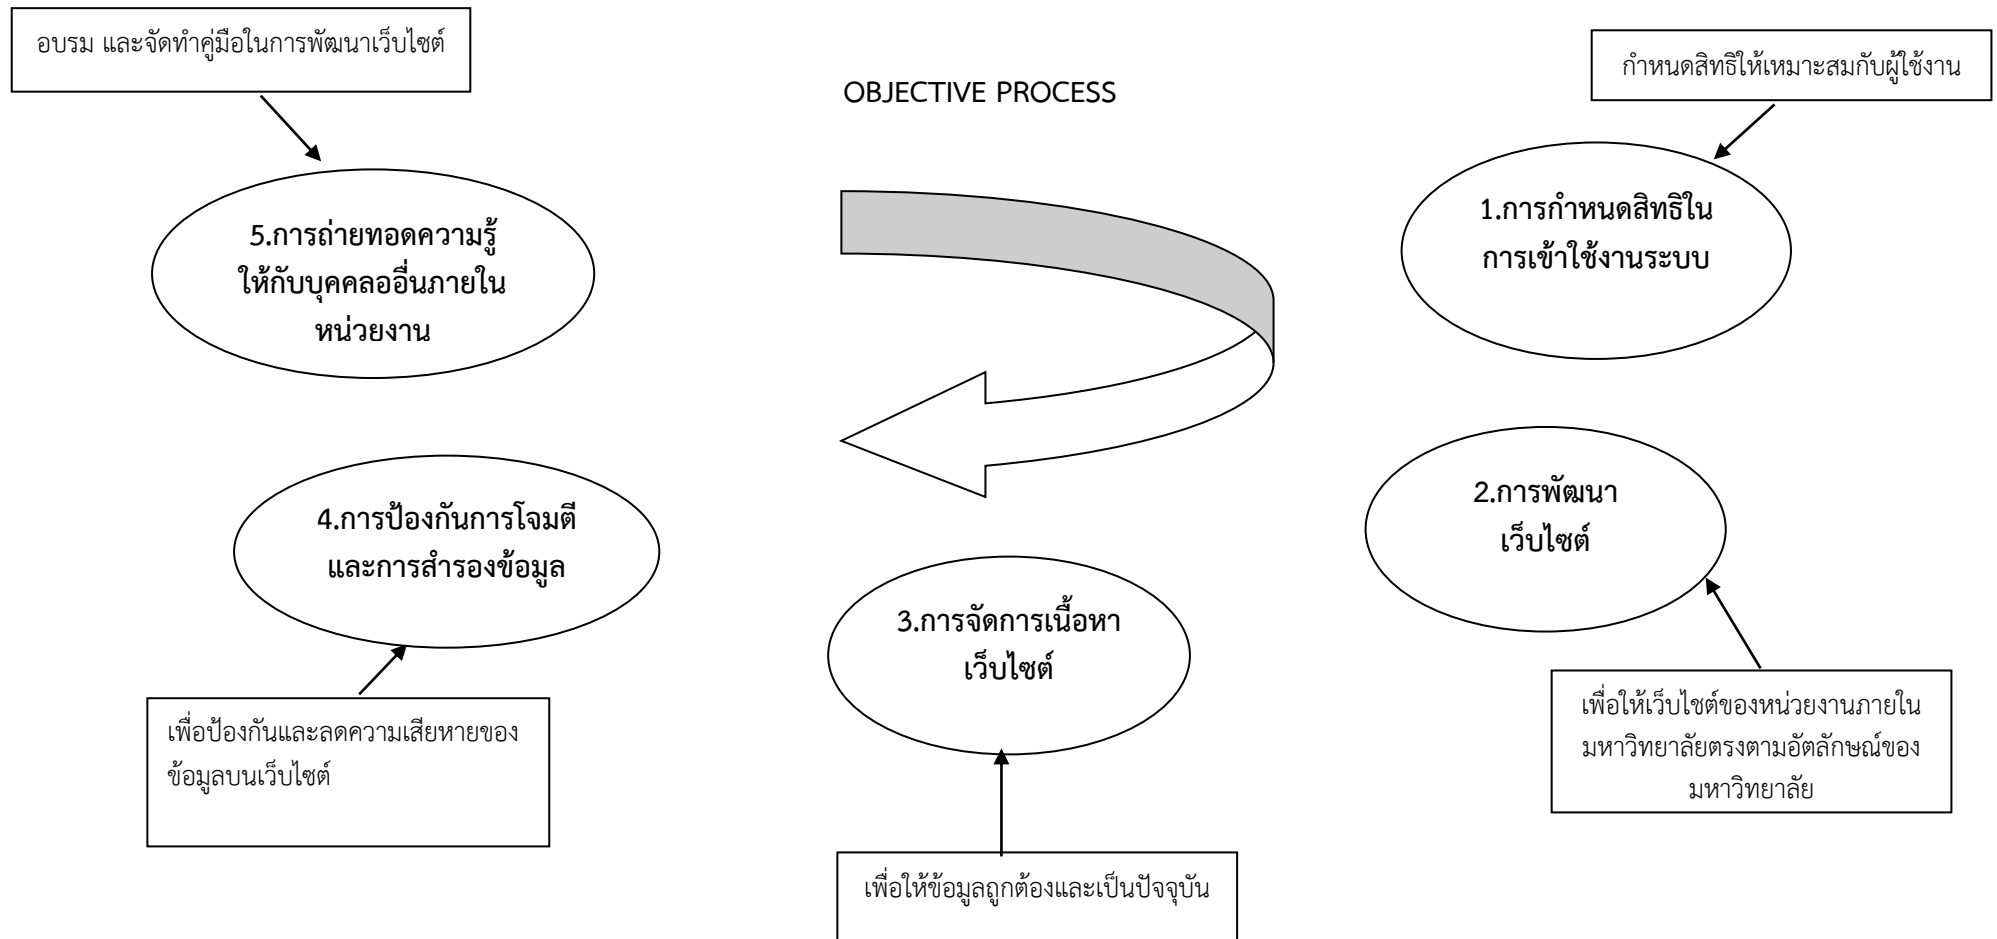 อบรม และจัดทำคู่มือในการพัฒนาเว็บไซต์
OBJECTIVE PROCESS
กำหนดสิทธิให้เหมาะสมกับผู้ใช้งาน
1.การกำหนดสิทธิใน
การเข้าใช้งานระบบ
5.การถ่ายทอดความรู้
ให้กับบุคคลออื่นภายใน
หน่วยงาน
2.การพัฒนา
เว็บไซต์
4.การป้องกันการโจมตี
และการสำรองข้อมูล
3.การจัดการเนื้อหา
เว็บไซต์
เพื่อให้เว็บไชต์ของหน่วยงานภายใน
มหาวิทยาลัยตรงตามอัตลักษณ์ของ
มหาวิทยาลัย
เพื่อป้องกันและลดความเสียหายของ
ข้อมูลบนเว็บไซต์
เพื่อให้ข้อมูลถูกต้องและเป็นปัจจุบัน